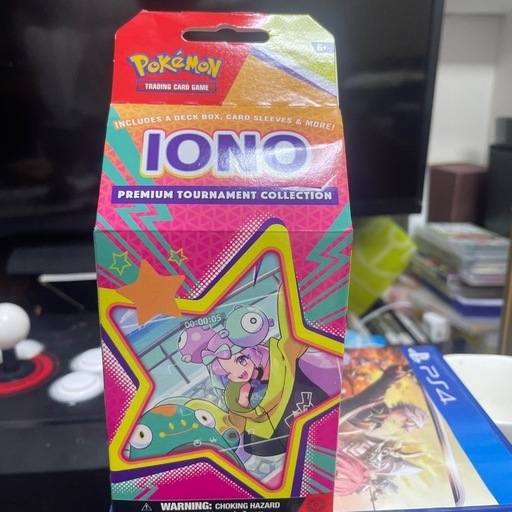 6+
POKéMON
TRADING CARD GAME
INCLUDES A DECK BOX, CARD SLEEVES & MORE!
IONO
PREMIUM TOURNAMENT COLLECTION
00:00:05
PS4
WARNING: CHOKING HAZARD